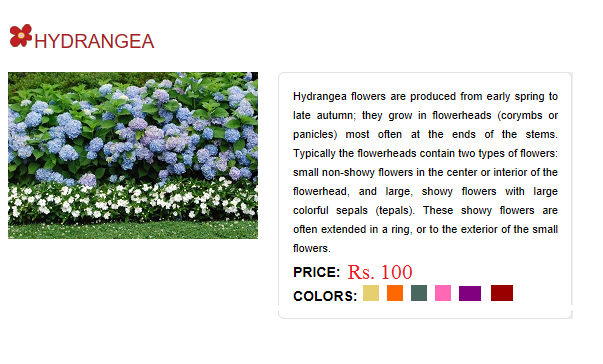 HYDRANGEA
Hydrangea flowers are produced from early spring to
late autumn; they grow in flowerheads (corymbs or
panicles) most often at the ends of the stems.
Typically the flowerheads contain two types of flowers:
small non-showy flowers in the center or interior of the
flowerhead, and large, showy flowers with large
colorful sepals (tepals). These showy flowers are
often extended in a ring, or to the exterior of the small
flowers.
PRICE: Rs. 100
COLORS: